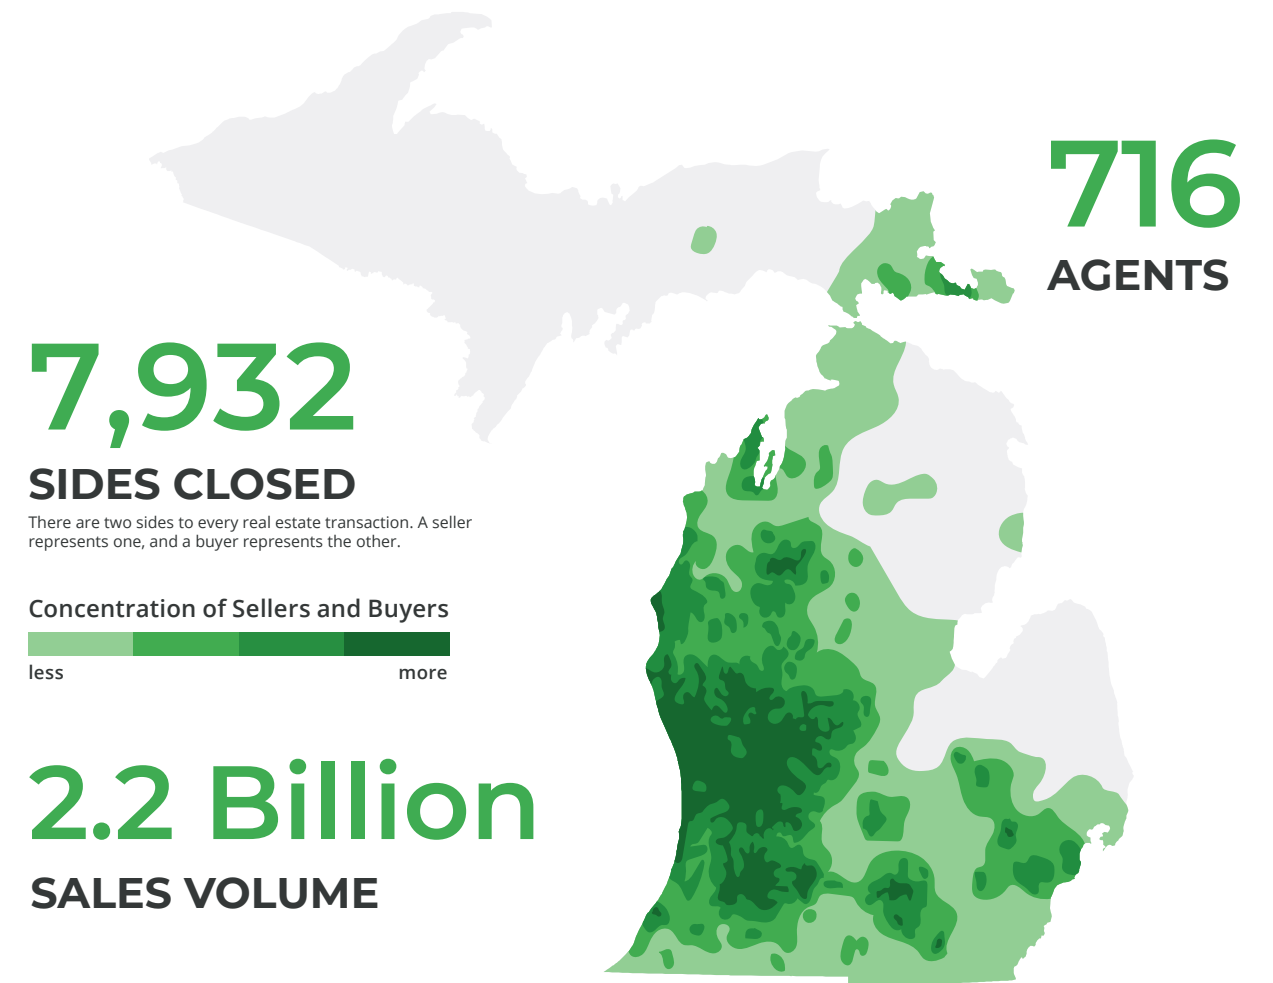 716
AGENTS
7,932
SIDES CLOSED
There are two sides to every real estate transaction. A seller
represents one, and a buyer represents the other.
Concentration of Sellers and Buyers
less more
2.2 Billion
SALES VOLUME